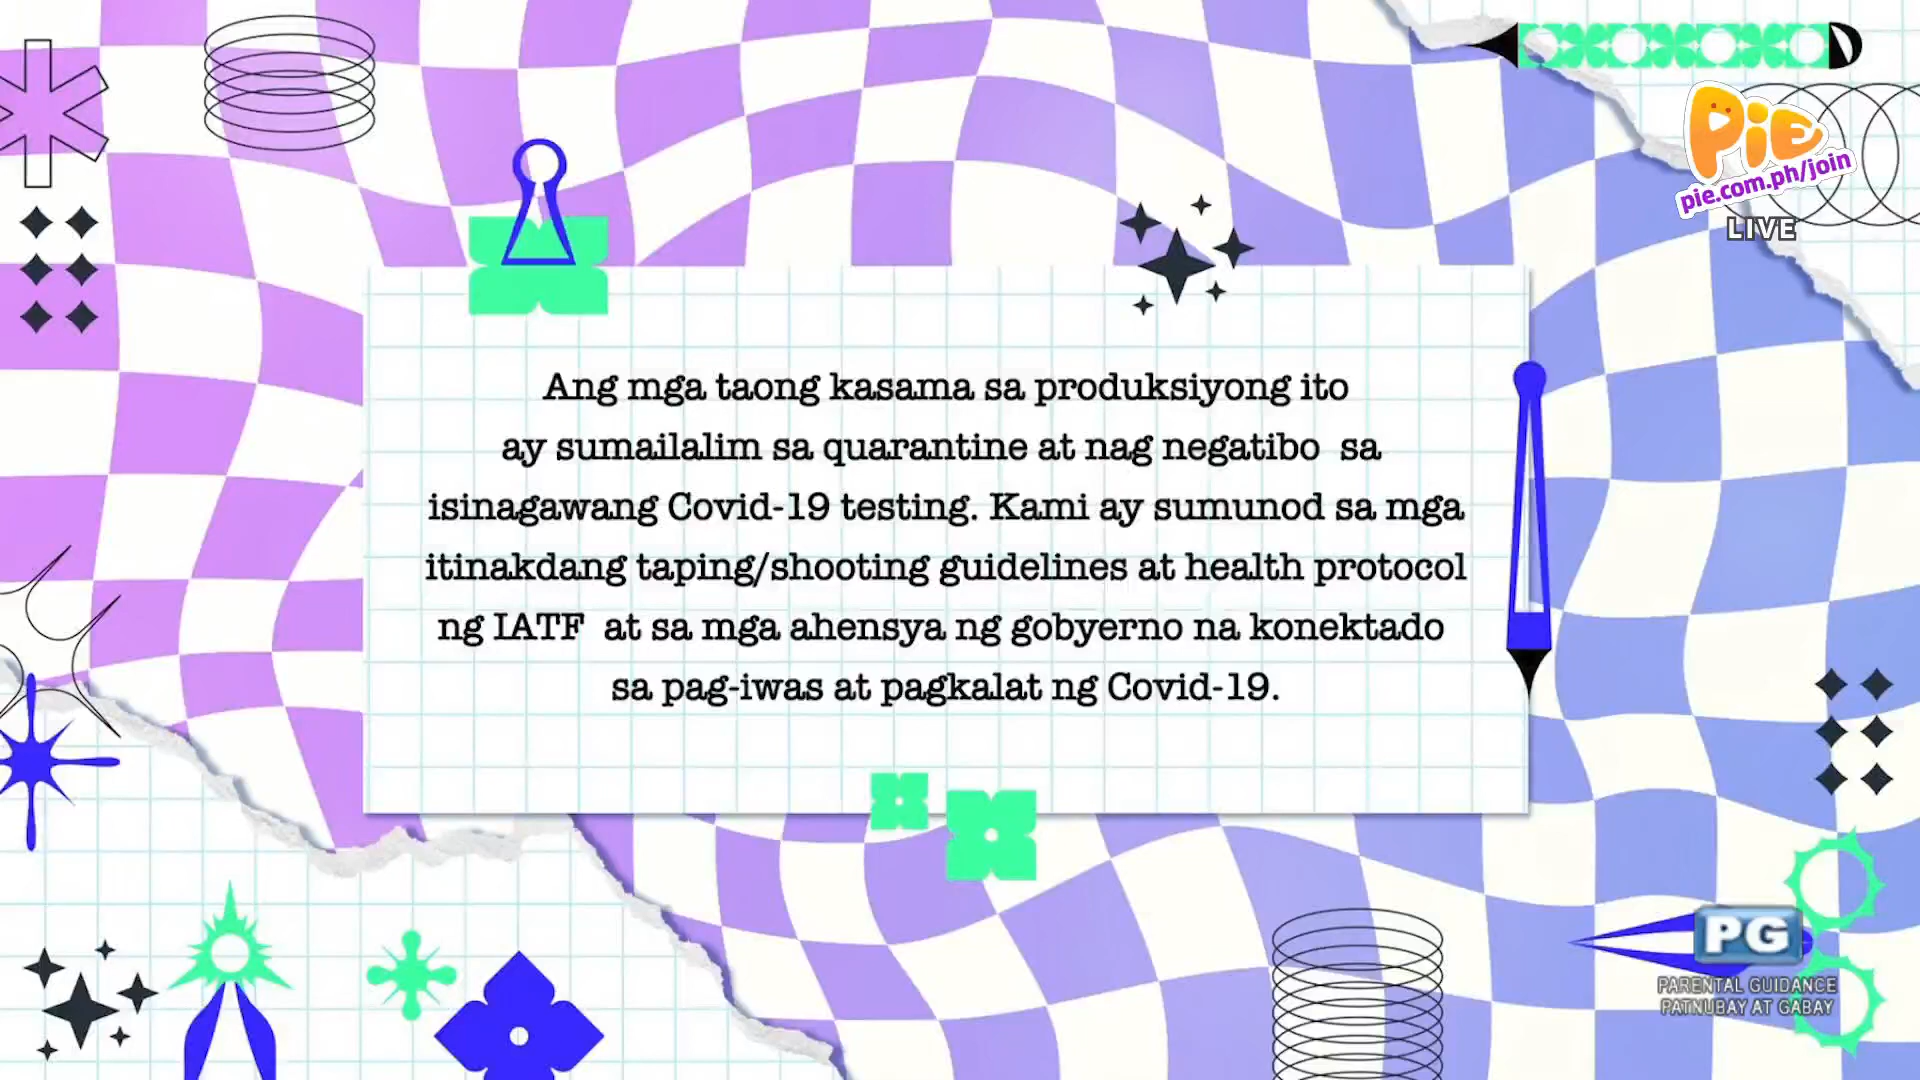 PiE
pie.com.ph/join
LIVE
Ang mga taong kasama sa produksiyong ito
ay sumailalim sa quarantine at nag negatibo  sa
isinagawang Covid-19 testing. Kami ay sumunod sa mga
itinakdang taping/shooting guidelines at health protocol
ng IATF  at sa mga ahensya ng gobyerno na konektado
sa pag-iwas at pagkalat ng Covid-19.
PG
PARENTAL GUIDANCE
PATNUBAY AT GABAY